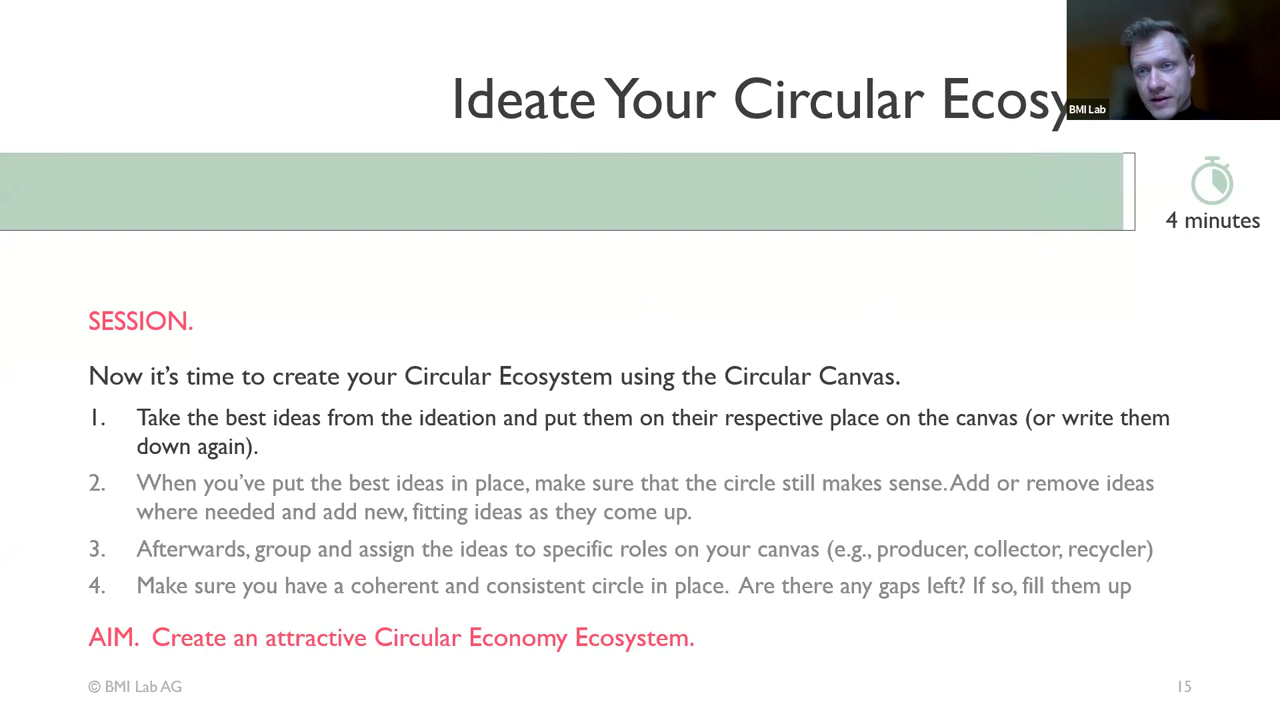 Ideate Your Circular Ecosy
BMI Lab
4 minutes
SESSION.
Now it's time to create your Circular Ecosystem using the Circular Canvas.
1. Take the best ideas from the ideation and put them on their respective place on the canvas (or write them
down again).
2. When you've put the best ideas in place, make sure that the circle still makes sense. Add or remove ideas
where needed and add new, fitting ideas as they come up.
3. Afterwards, group and assign the ideas to specific roles on your canvas (e.g., producer, collector, recycler)
4. Make sure you have a coherent and consistent circle in place. Are there any gaps left? If so, fill them up
AIM. Create an attractive Circular Economy Ecosystem.
© BMI Lab AG
15